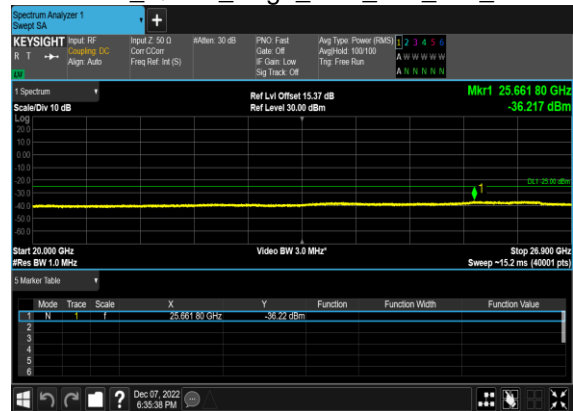 Spectrum Analyzer 1
Swept SA
+
KEYSIGHT Input: RF Input Z: 50 Ω #Atten: 30 dB PNO: Fast Avg Type: Power (RMS) 1 2 3 4 5 6
R T Coupling: DC Corr CCorr Gate: Off Avg|Hold: 100/100 A W W W W W
Align: Auto Freq Ref: Int (S) IF Gain: Low Trig: Free Run
LXI Sig Track: Off A N N N N N
1 Spectrum Ref Lvl Offset 15.37 dB Mkr1 25.661 80 GHz
Scale/Div 10 dB Ref Level 30.00 dBm -36.217 dBm
Log
20.0
10.0
0.00
-10.0
-20.0
DL1 -25.00 dBm
1
-30.0
-40.0
-50.0
-60.0
Start 20.000 GHz Video BW 3.0 MHz* Stop 26.900 GHz
#Res BW 1.0 MHz Sweep ~15.2 ms (40001 pts)
5 Marker Table
Mode Trace Scale X Y Function Function Width Function Value
1 N 1 f 25.661 80 GHz -36.22 dBm
2
3
4
5
6
? Dec 07, 2022
6:35:38 PM